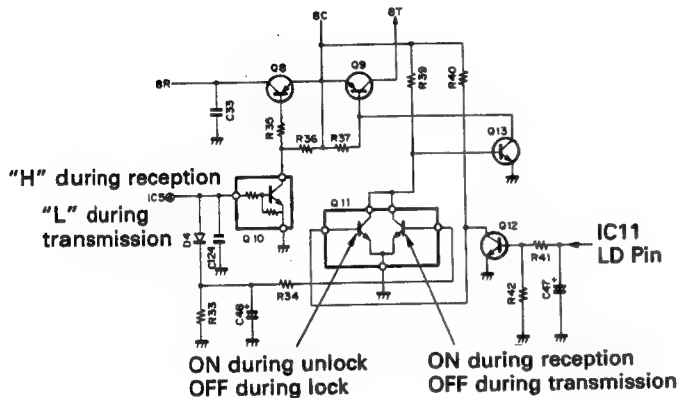 8C 8T
Q8 Q9
8R
R39 R40
C33
R35
R36 R37
Q13
"H" during reception
IC5
"L" during
transmission
Q10
Q11
Q12
IC11
LD Pin
D4
C124
R34
R41
R33
C46
R42
C47
ON during unlock
OFF during lock
ON during reception
OFF during transmission